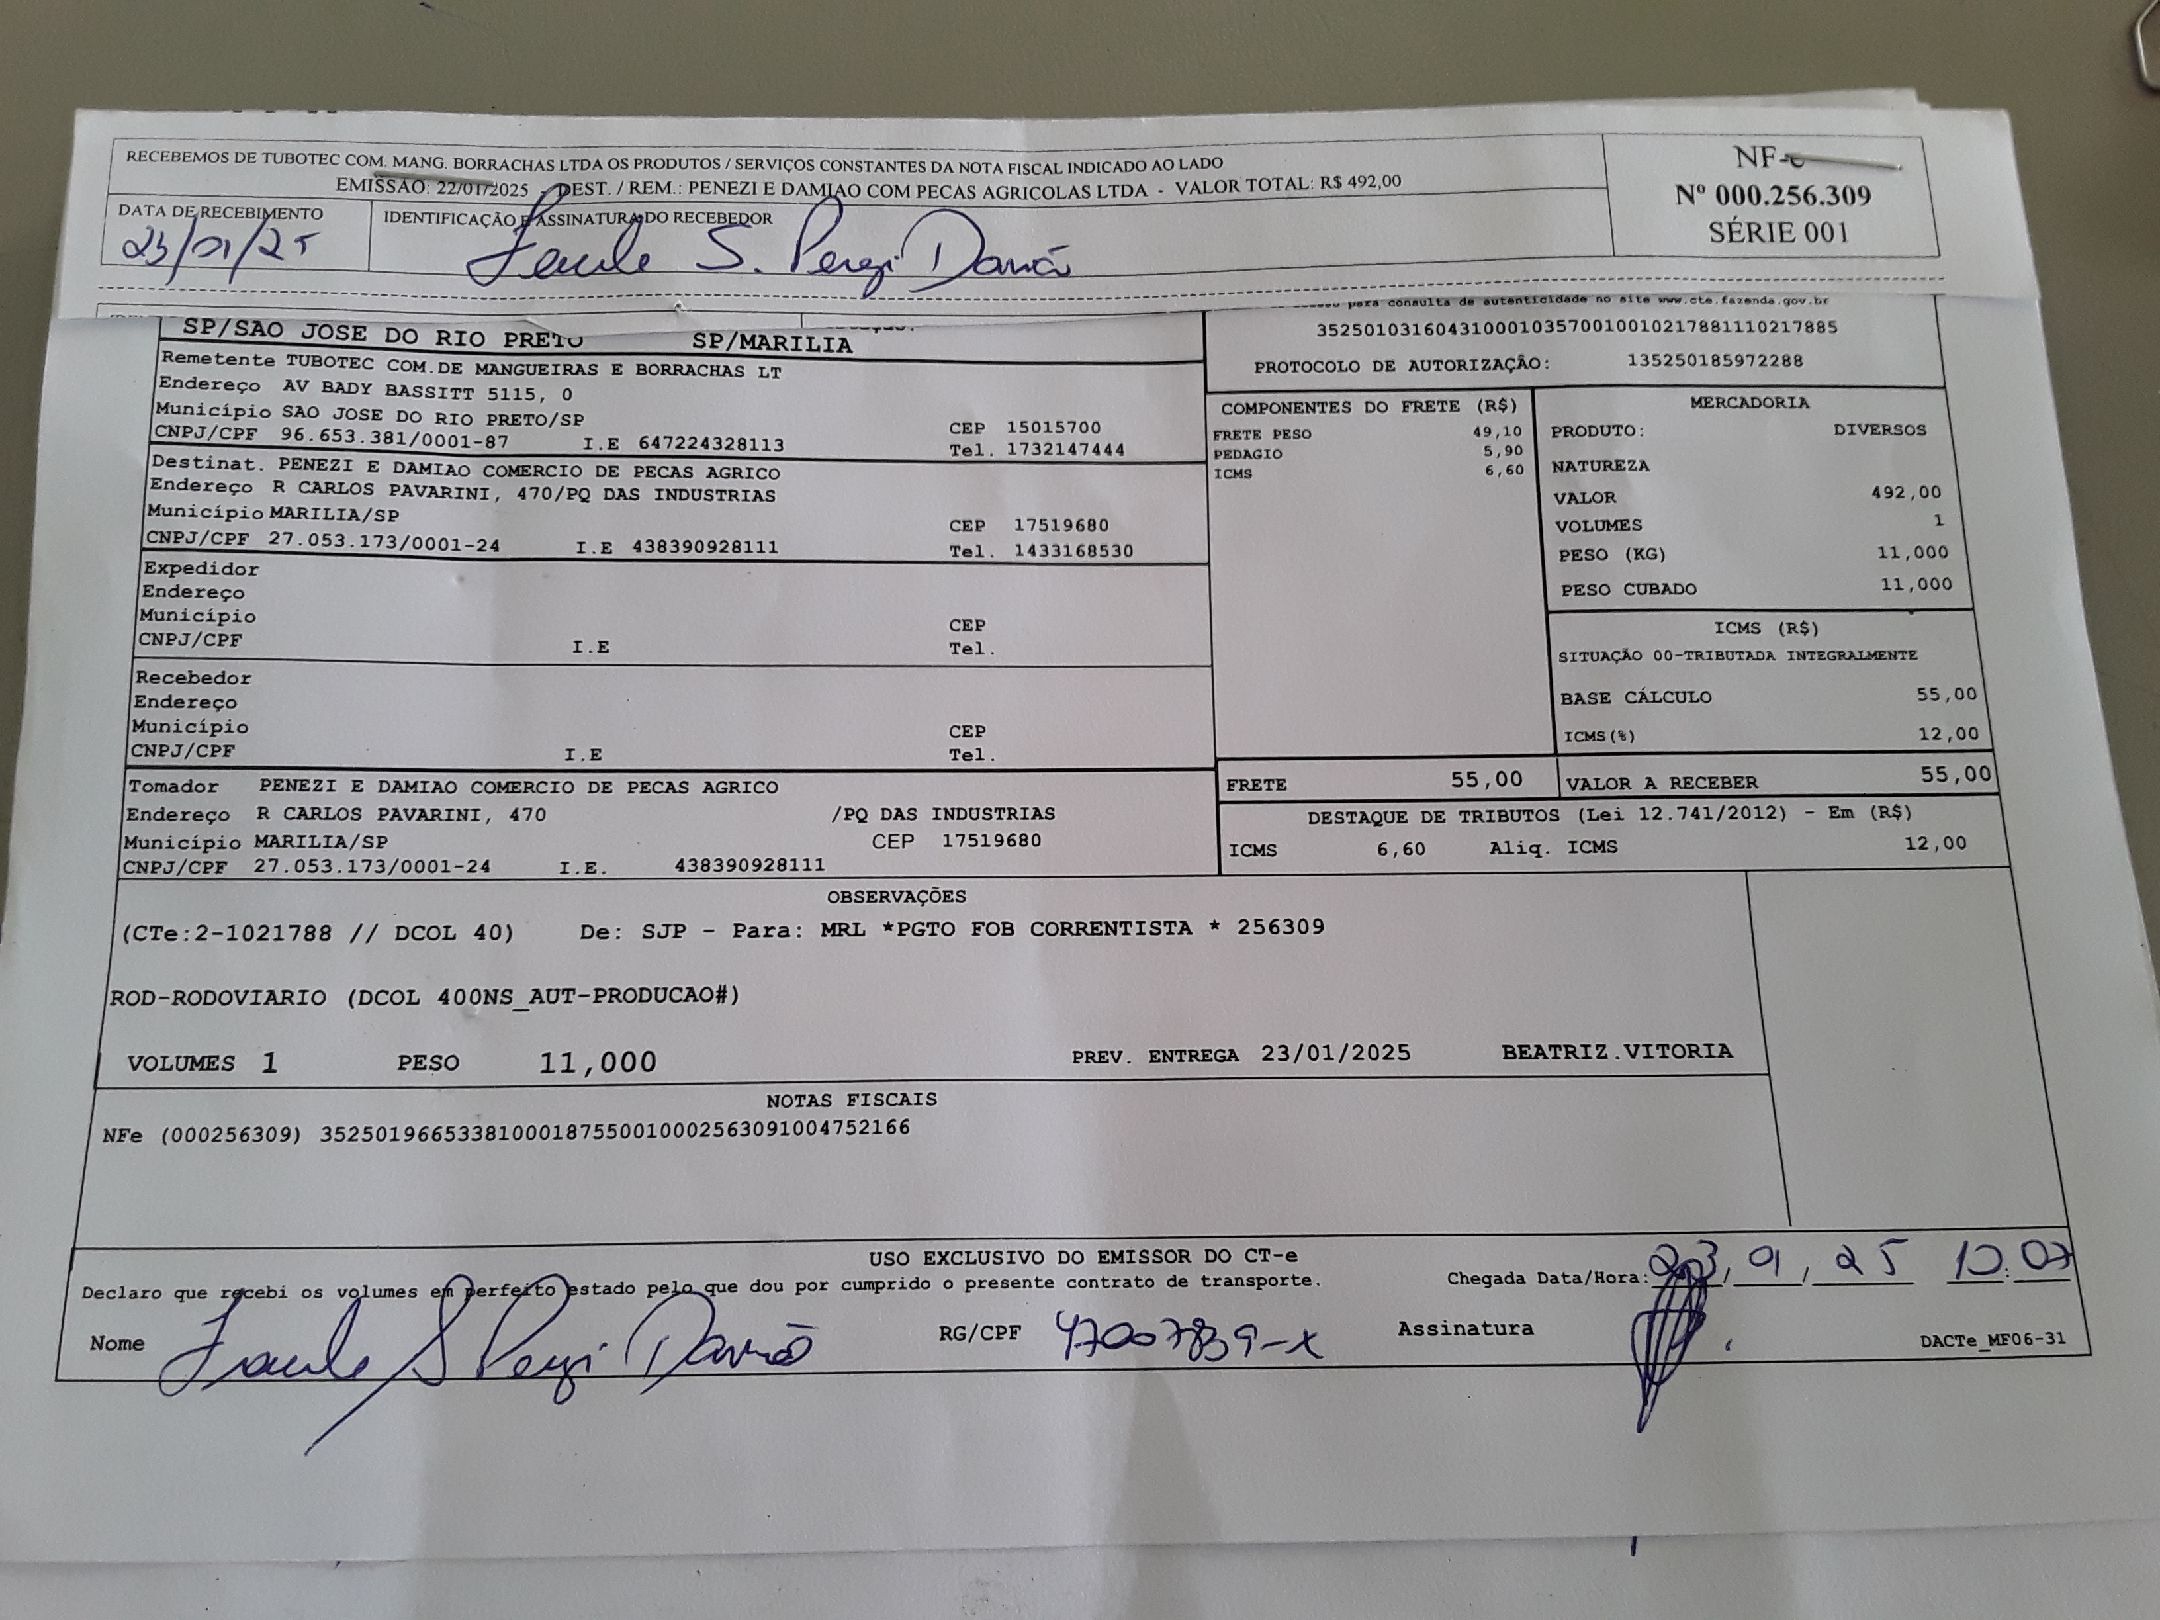 RECEBEMOS DE TUBOTEC COM. MANG. BORRACHAS LTDA OS PRODUTOS / SERVIÇOS CONSTANTES DA NOTA FISCAL INDICADO AO LADO
EMISSÃO: 22/01/2025 - DEST. / REM.: PENEZI E DAMIAO COM PECAS AGRICOLAS LTDA - VALOR TOTAL: R$ 492,00
NF-e
Nº 000.256.309
SÉRIE 001
DATA DE RECEBIMENTO
23/01/25
IDENTIFICAÇÃO E ASSINATURA DO RECEBEDOR
S. Damião
para consulta de autenticidade no site www.cte.fazenda.gov.br
35250103160431000103570010010217881110217885
PROTOCOLO DE AUTORIZAÇÃO: 135250185972288
SP/SAO JOSE DO RIO PRETO SP/MARILIA
Remetente TUBOTEC COM.DE MANGUEIRAS E BORRACHAS LT
Endereço AV BADY BASSITT 5115, 0
Município SAO JOSE DO RIO PRETO/SP CEP 15015700
CNPJ/CPF 96.653.381/0001-87 I.E 647224328113 Tel. 1732147444
Destinat. PENEZI E DAMIAO COMERCIO DE PECAS AGRICO
Endereço R CARLOS PAVARINI, 470/PQ DAS INDUSTRIAS
Município MARILIA/SP CEP 17519680
CNPJ/CPF 27.053.173/0001-24 I.E 438390928111 Tel. 1433168530
Expedidor
Endereço
Município CEP
CNPJ/CPF I.E Tel.
Recebedor
Endereço
Município CEP
CNPJ/CPF I.E Tel.
Tomador PENEZI E DAMIAO COMERCIO DE PECAS AGRICO
Endereço R CARLOS PAVARINI, 470 /PQ DAS INDUSTRIAS
Município MARILIA/SP CEP 17519680
CNPJ/CPF 27.053.173/0001-24 I.E. 438390928111
COMPONENTES DO FRETE (R$)
FRETE PESO 49,10
PEDAGIO 5,90
ICMS 6,60
MERCADORIA
PRODUTO: DIVERSOS
NATUREZA
VALOR 492,00
VOLUMES 1
PESO (KG) 11,000
PESO CUBADO 11,000
ICMS (R$)
SITUAÇÃO 00-TRIBUTADA INTEGRALMENTE
BASE CÁLCULO 55,00
ICMS(%) 12,00
FRETE 55,00 VALOR A RECEBER 55,00
DESTAQUE DE TRIBUTOS (Lei 12.741/2012) - Em (R$)
ICMS 6,60 Aliq. ICMS 12,00
OBSERVAÇÕES
(CTe:2-1021788 // DCOL 40) De: SJP - Para: MRL *PGTO FOB CORRENTISTA * 256309
ROD-RODOVIARIO (DCOL 400NS_AUT-PRODUCAO#)
VOLUMES 1 PESO 11,000 PREV. ENTREGA 23/01/2025 BEATRIZ.VITORIA
NOTAS FISCAIS
NFe (000256309) 35250196653381000187550010002563091004752166
USO EXCLUSIVO DO EMISSOR DO CT-e
Declaro que recebi os volumes em perfeito estado pelo que dou por cumprido o presente contrato de transporte.
Chegada Data/Hora: 23/ /25
Nome S Damião RG/CPF 47007839-x Assinatura
DACTe_MF06-31